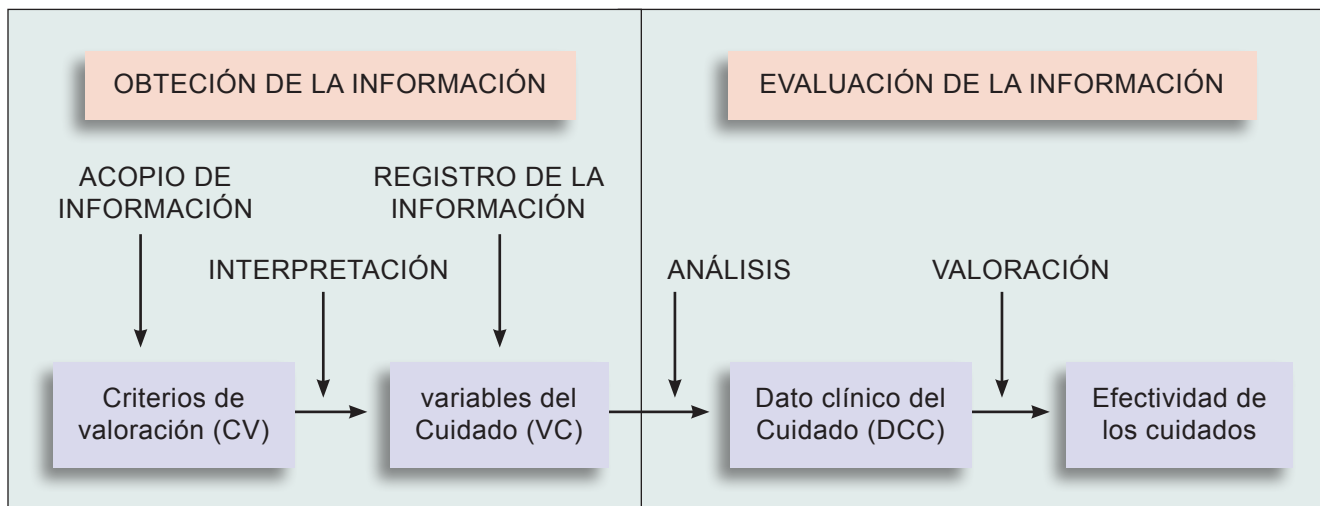 OBTECIÓN DE LA INFORMACIÓN
EVALUACIÓN DE LA INFORMACIÓN
ACOPIO DE
INFORMACIÓN
REGISTRO DE LA
INFORMACIÓN
INTERPRETACIÓN
ANÁLISIS
VALORACIÓN
Criterios de
valoración (CV)
variables del
Cuidado (VC)
Dato clínico del
Cuidado (DCC)
Efectividad de
los cuidados